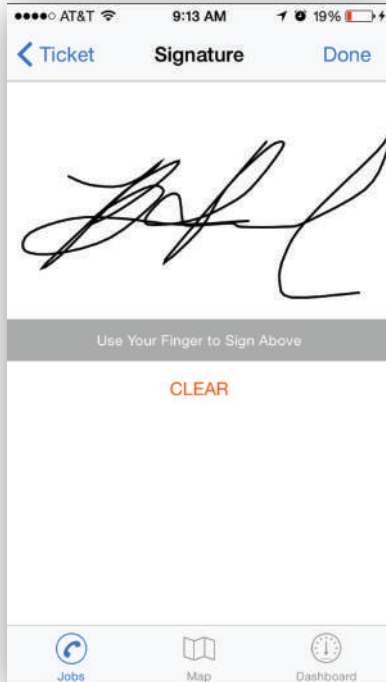 AT&T 9:13 AM 19%
Ticket Signature Done
Use Your Finger to Sign Above
CLEAR
Jobs Map Dashboard